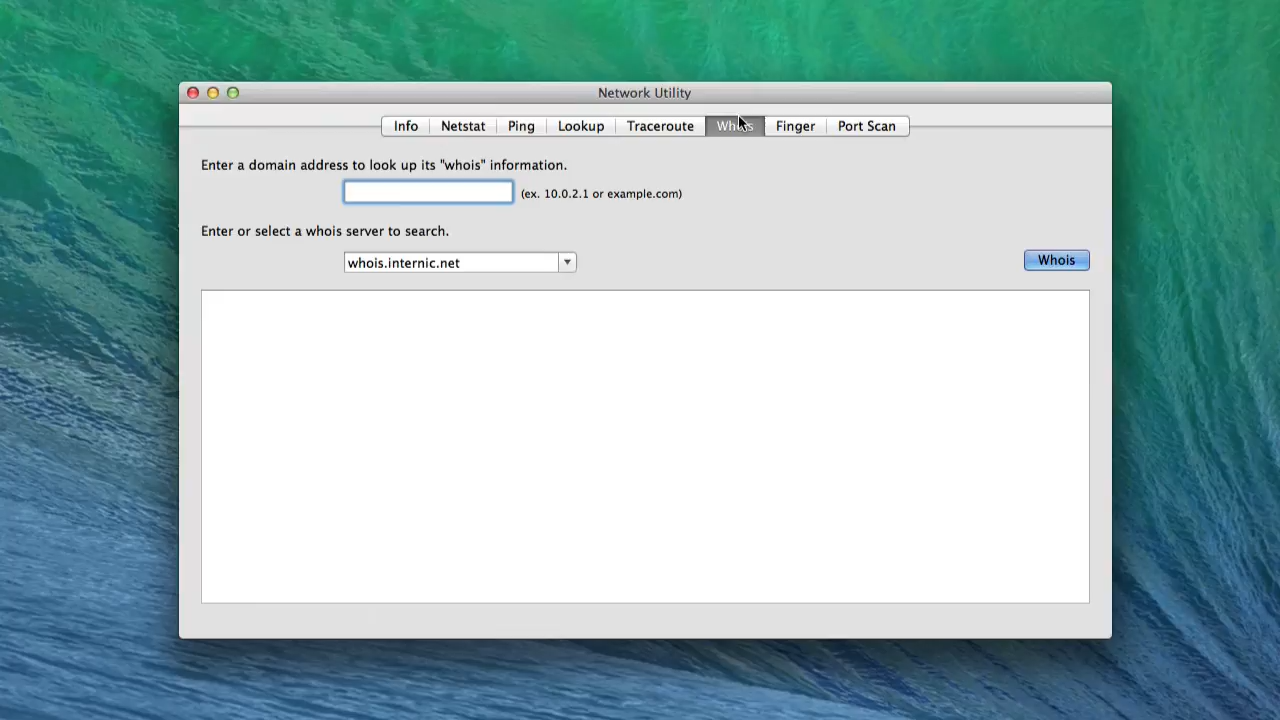 Network Utility
Info Netstat Ping Lookup Traceroute Whois Finger Port Scan
Enter a domain address to look up its "whois" information.
(ex. 10.0.2.1 or example.com)
Enter or select a whois server to search.
whois.internic.net
Whois